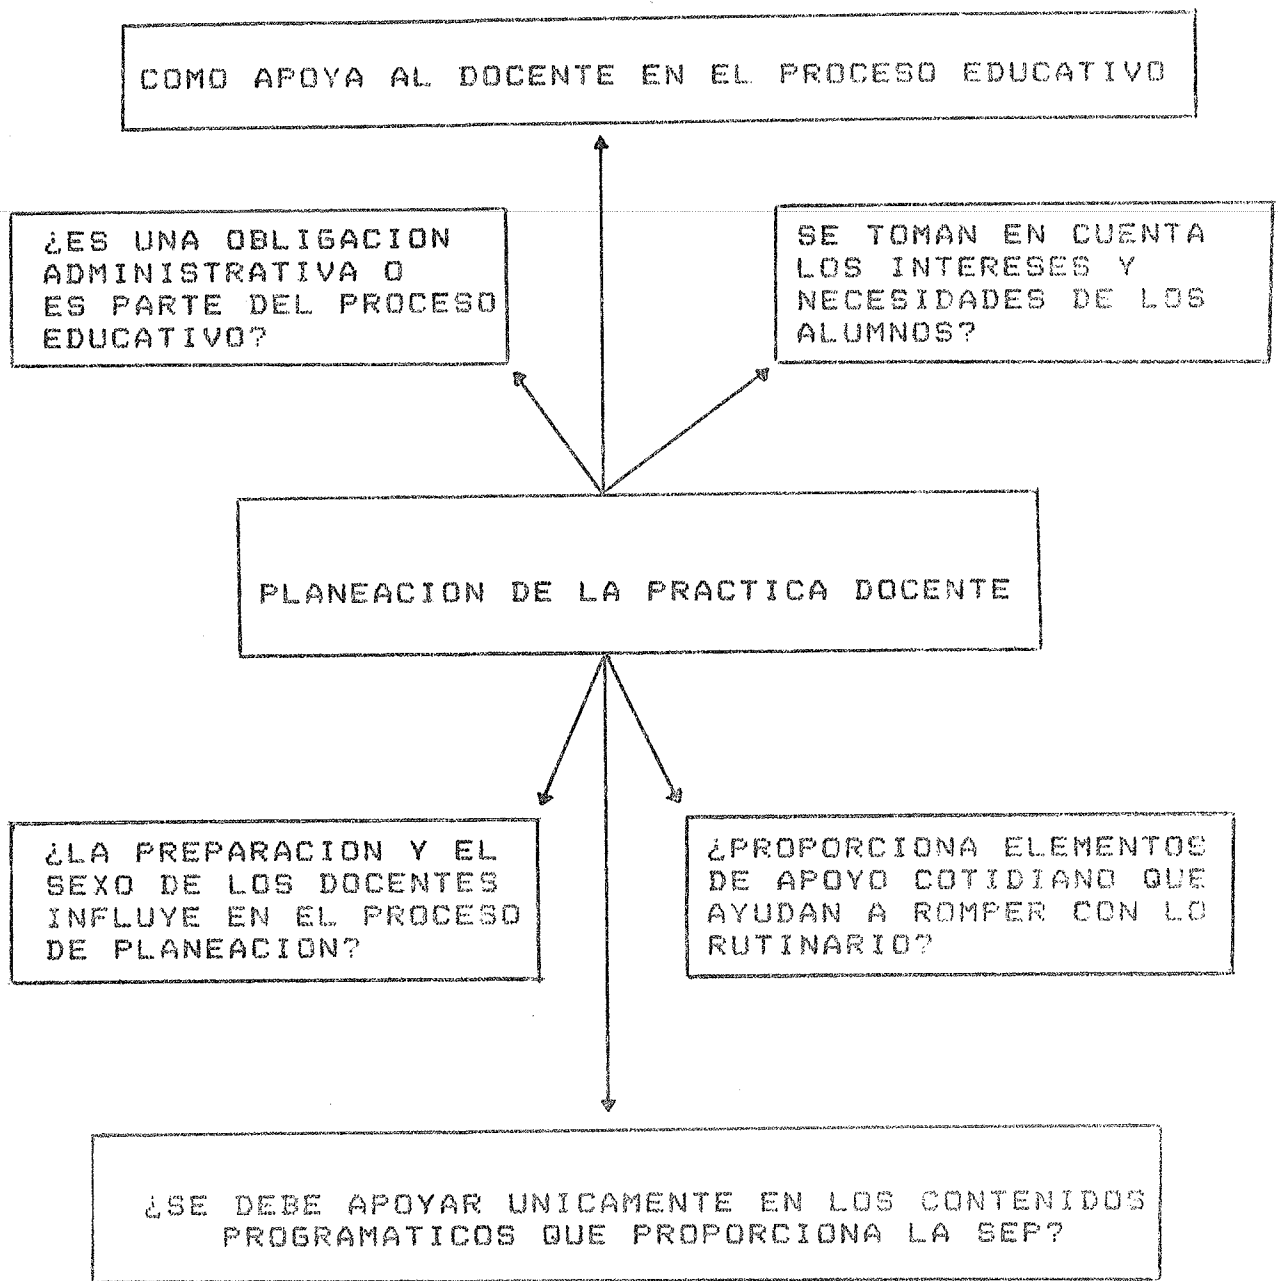 COMO APOYA AL DOCENTE EN EL PROCESO EDUCATIVO
¿ES UNA OBLIGACION
ADMINISTRATIVA O
ES PARTE DEL PROCESO
EDUCATIVO?
SE TOMAN EN CUENTA
LOS INTERESES Y
NECESIDADES DE LOS
ALUMNOS?
PLANEACION DE LA PRACTICA DOCENTE
¿LA PREPARACION Y EL
SEXO DE LOS DOCENTES
INFLUYE EN EL PROCESO
DE PLANEACION?
¿PROPORCIONA ELEMENTOS
DE APOYO COTIDIANO QUE
AYUDAN A ROMPER CON LO
RUTINARIO?
¿SE DEBE APOYAR UNICAMENTE EN LOS CONTENIDOS
PROGRAMATICOS QUE PROPORCIONA LA SEP?